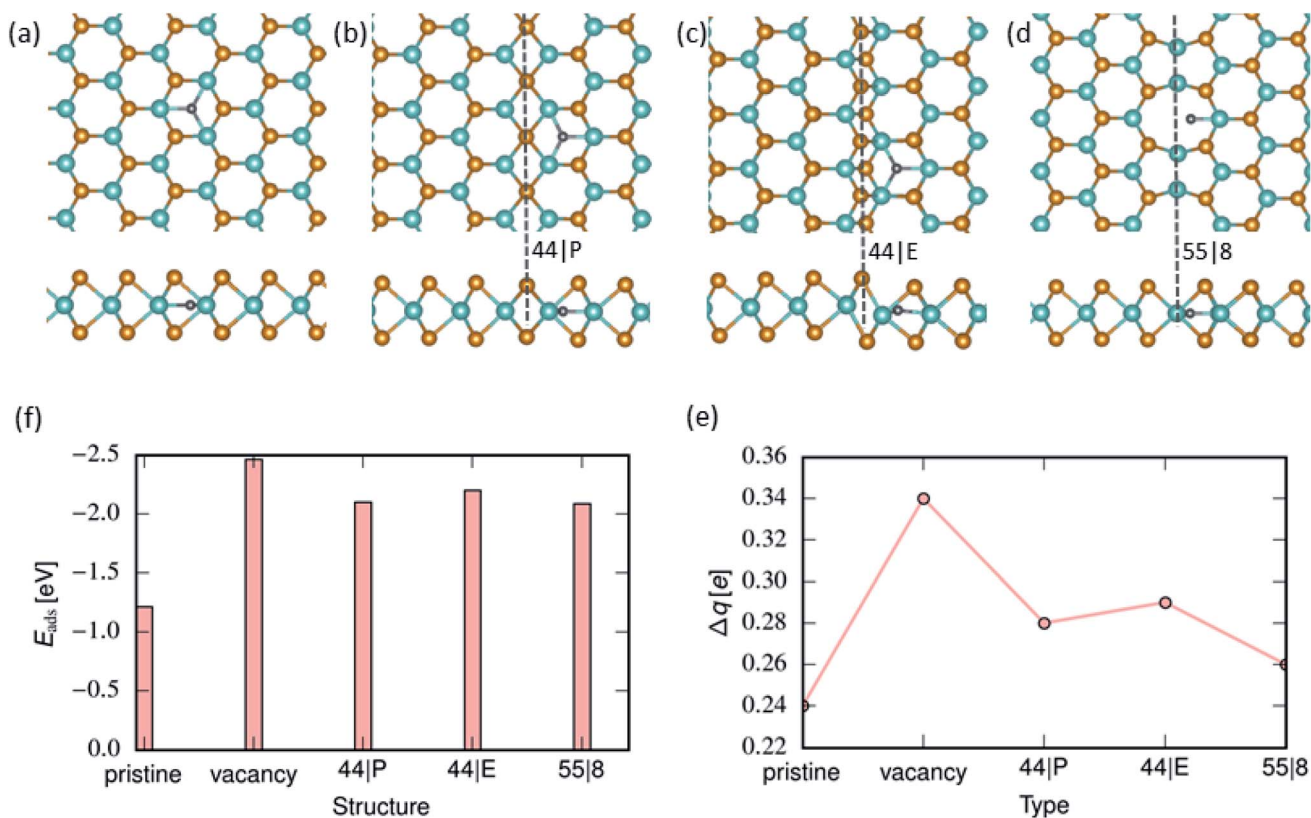 (a)
(b)
(c)
(d)
44|P
44|E
55|8
(f)
(e)
E_ads [eV]
−2.5
−2.0
−1.5
−1.0
−0.5
0.0
pristine
vacancy
44|P
44|E
55|8
Structure
Δq [e]
0.36
0.34
0.32
0.30
0.28
0.26
0.24
0.22
pristine
vacancy
44|P
44|E
55|8
Type